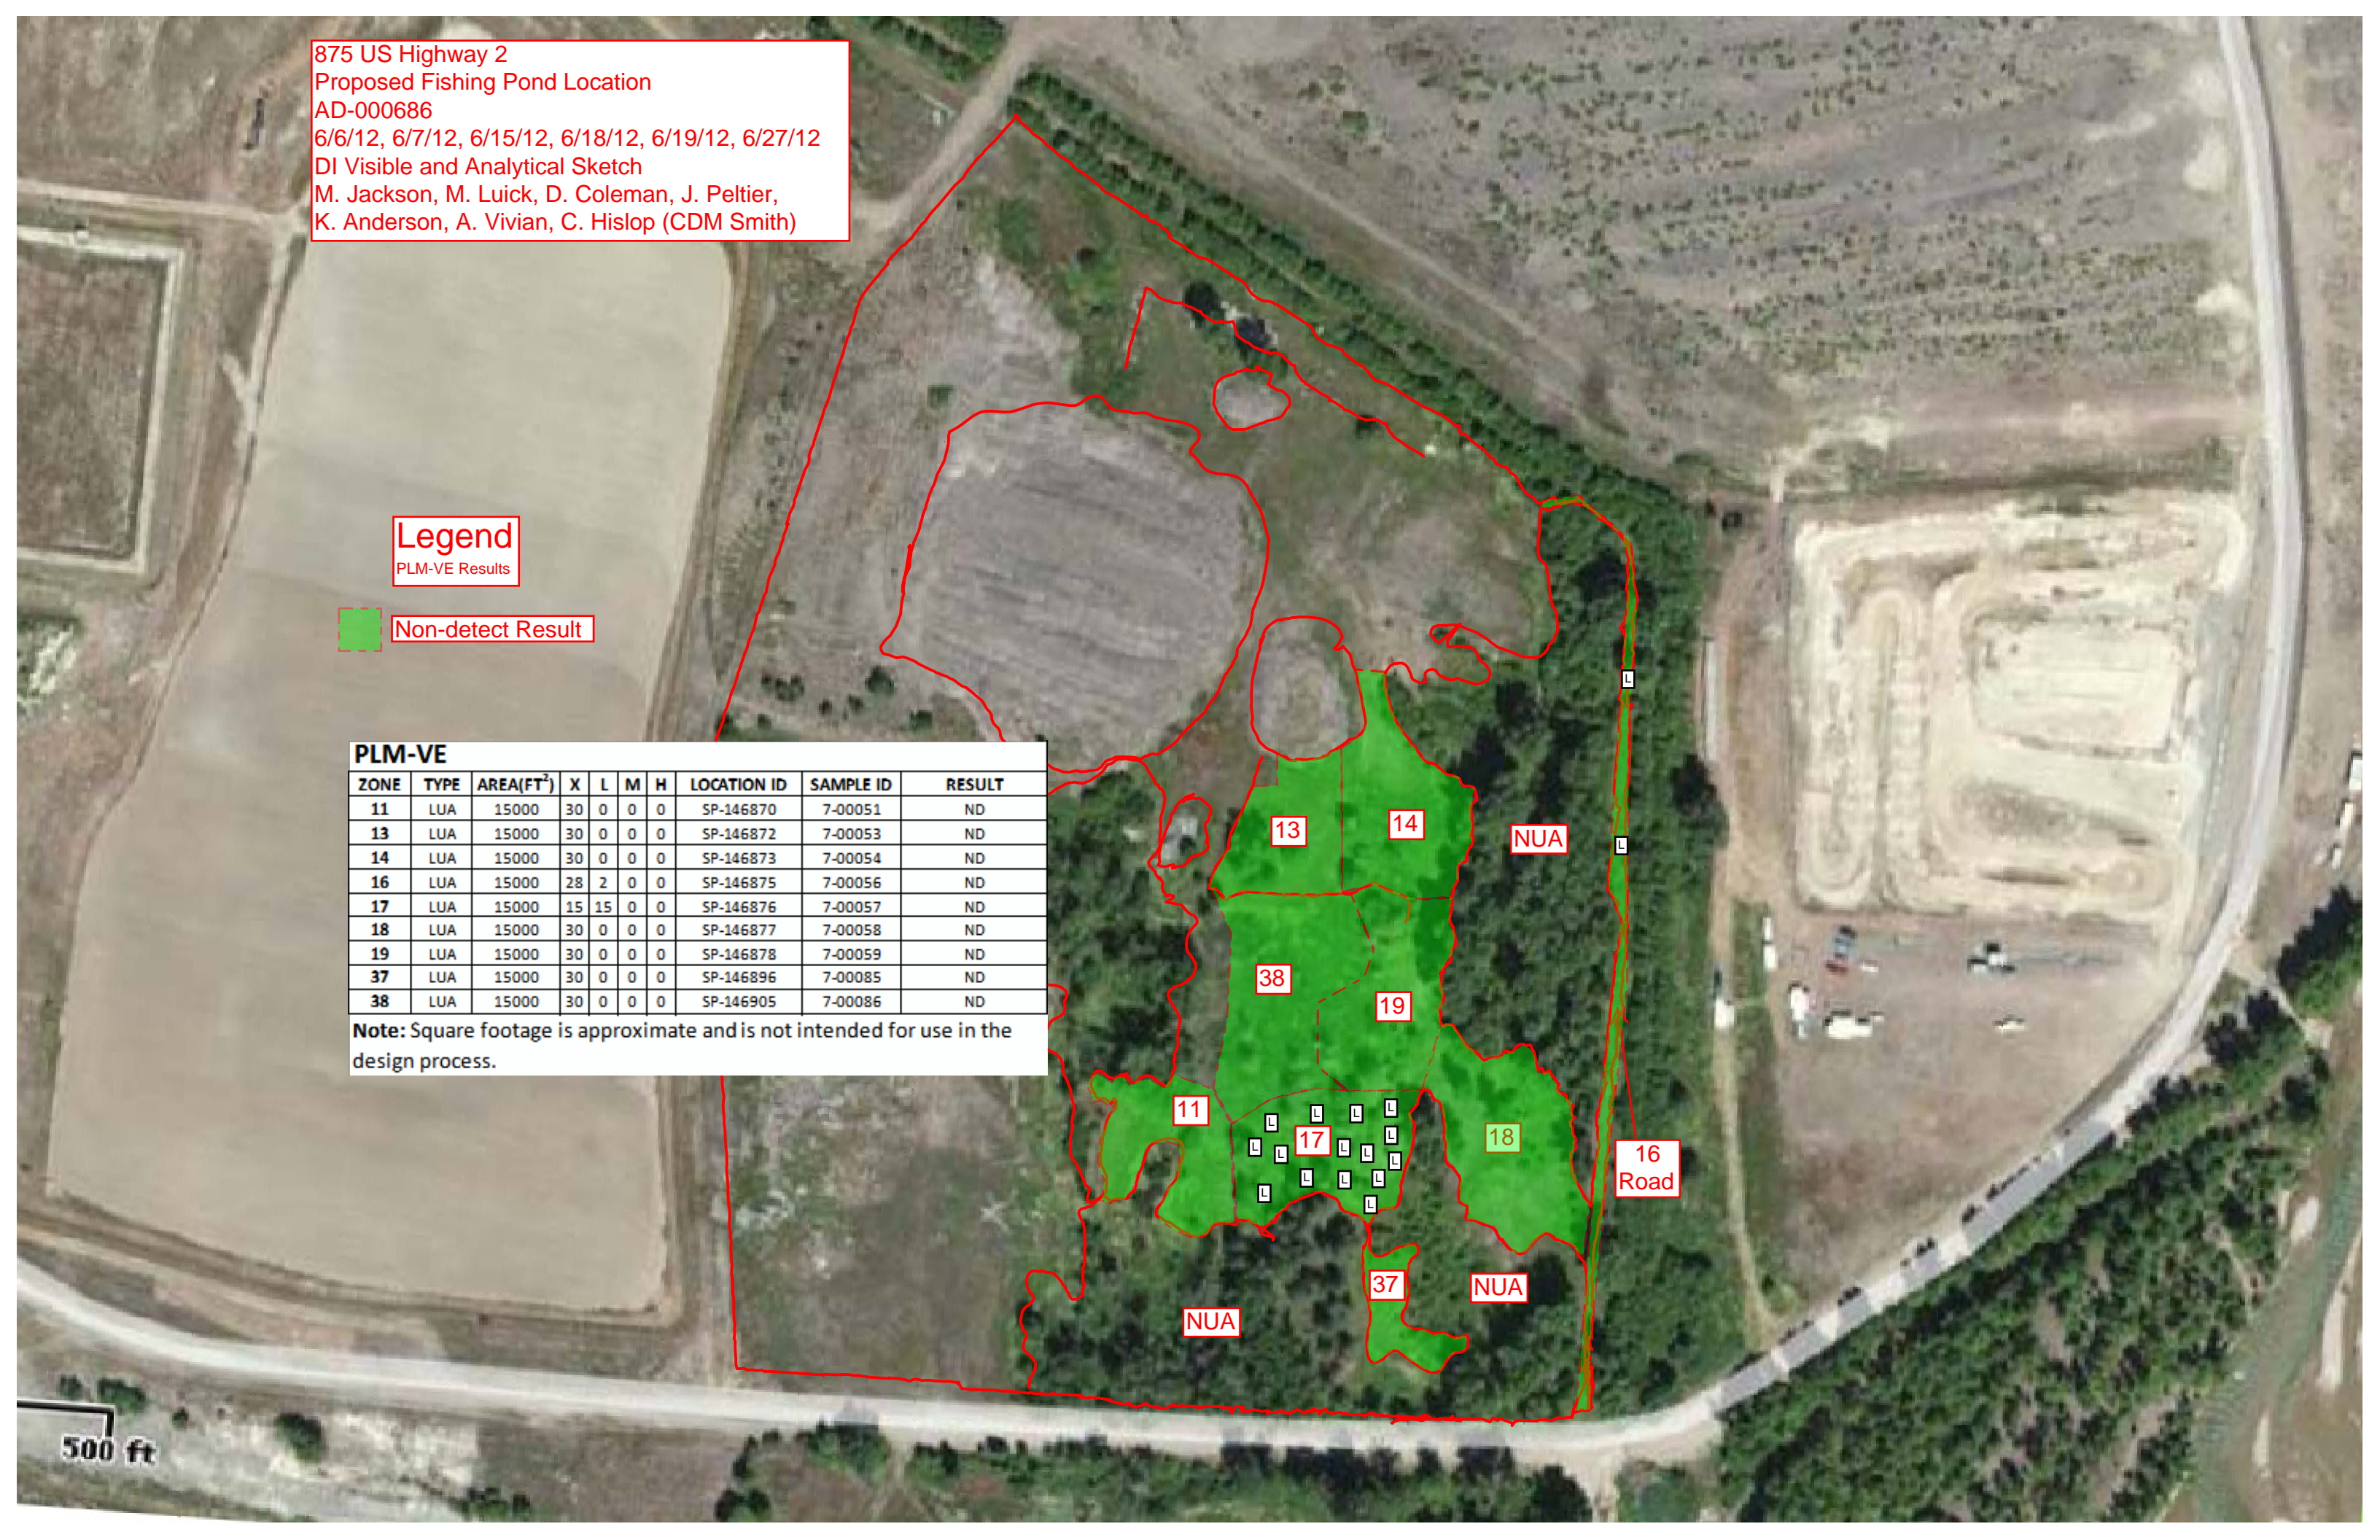 875 US Highway 2
Proposed Fishing Pond Location
AD-000686
6/6/12, 6/7/12, 6/15/12, 6/18/12, 6/19/12, 6/27/12
DI Visible and Analytical Sketch
M. Jackson, M. Luick, D. Coleman, J. Peltier,
K. Anderson, A. Vivian, C. Hislop (CDM Smith)
Legend
PLM-VE Results
Non-detect Result
PLM-VE
ZONE TYPE AREA(FT²) X L M H LOCATION ID SAMPLE ID RESULT
11 LUA 15000 30 0 0 0 SP-146870 7-00051 ND
13 LUA 15000 30 0 0 0 SP-146872 7-00053 ND
14 LUA 15000 30 0 0 0 SP-146873 7-00054 ND
16 LUA 15000 28 2 0 0 SP-146875 7-00056 ND
17 LUA 15000 15 15 0 0 SP-146876 7-00057 ND
18 LUA 15000 30 0 0 0 SP-146877 7-00058 ND
19 LUA 15000 30 0 0 0 SP-146878 7-00059 ND
37 LUA 15000 30 0 0 0 SP-146896 7-00085 ND
38 LUA 15000 30 0 0 0 SP-146905 7-00086 ND
Note: Square footage is approximate and is not intended for use in the
design process.
L
13
14
NUA
L
38
19
11
L
L
L
L
17
L
L
L
L
L
L
L
L
L
L
L
18
16
Road
37
NUA
NUA
500 ft